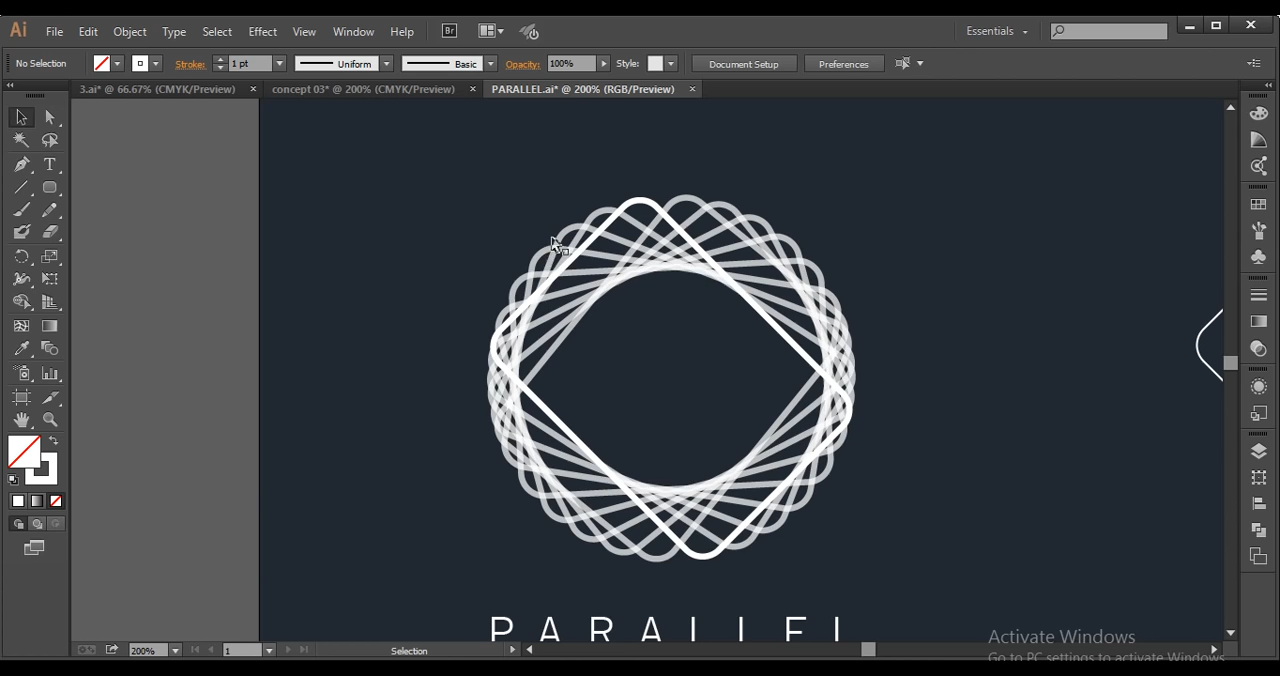 Ai File Edit Object Type Select Effect View Window Help Br Essentials
No Selection Stroke: 1 pt Uniform Basic Opacity: 100% Style: Document Setup Preferences
3.ai* @ 66.67% (CMYK/Preview) × concept 03* @ 200% (CMYK/Preview) × PARALLEL.ai* @ 200% (RGB/Preview) ×
T
PARALLEL
Activate Windows
Go to PC settings to activate Windows.
200% 1 Selection